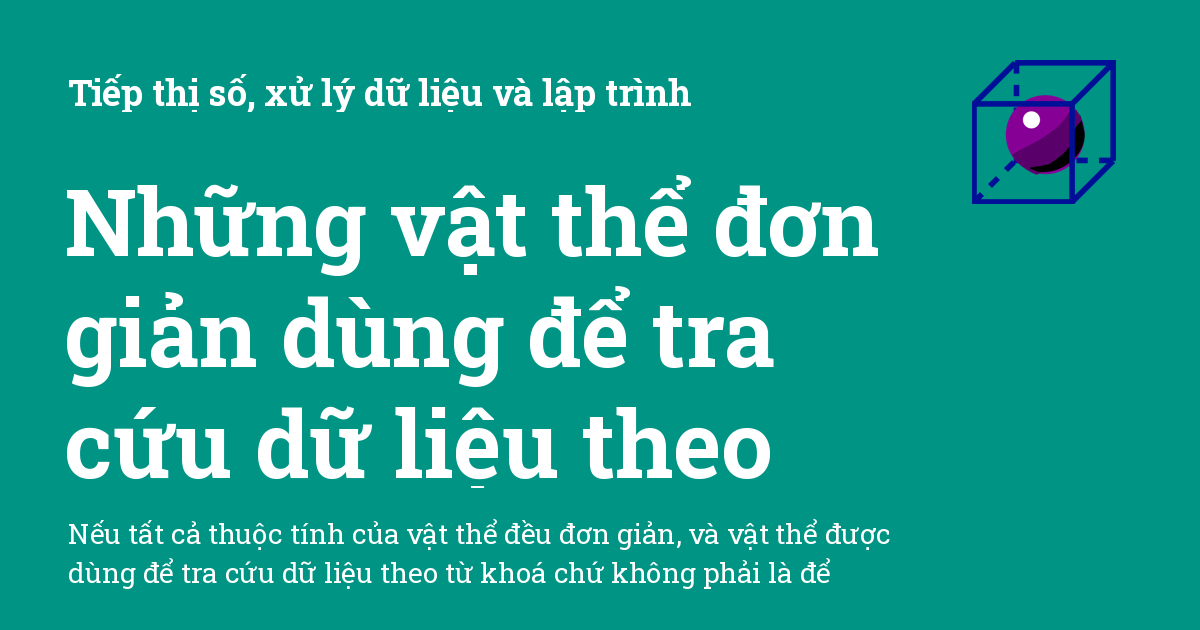 Tiếp thị số, xử lý dữ liệu và lập trình
Những vật thể đơn
giản dùng để tra
cứu dữ liệu theo
Nếu tất cả thuộc tính của vật thể đều đơn giản, và vật thể được
dùng để tra cứu dữ liệu theo từ khoá chứ không phải là để